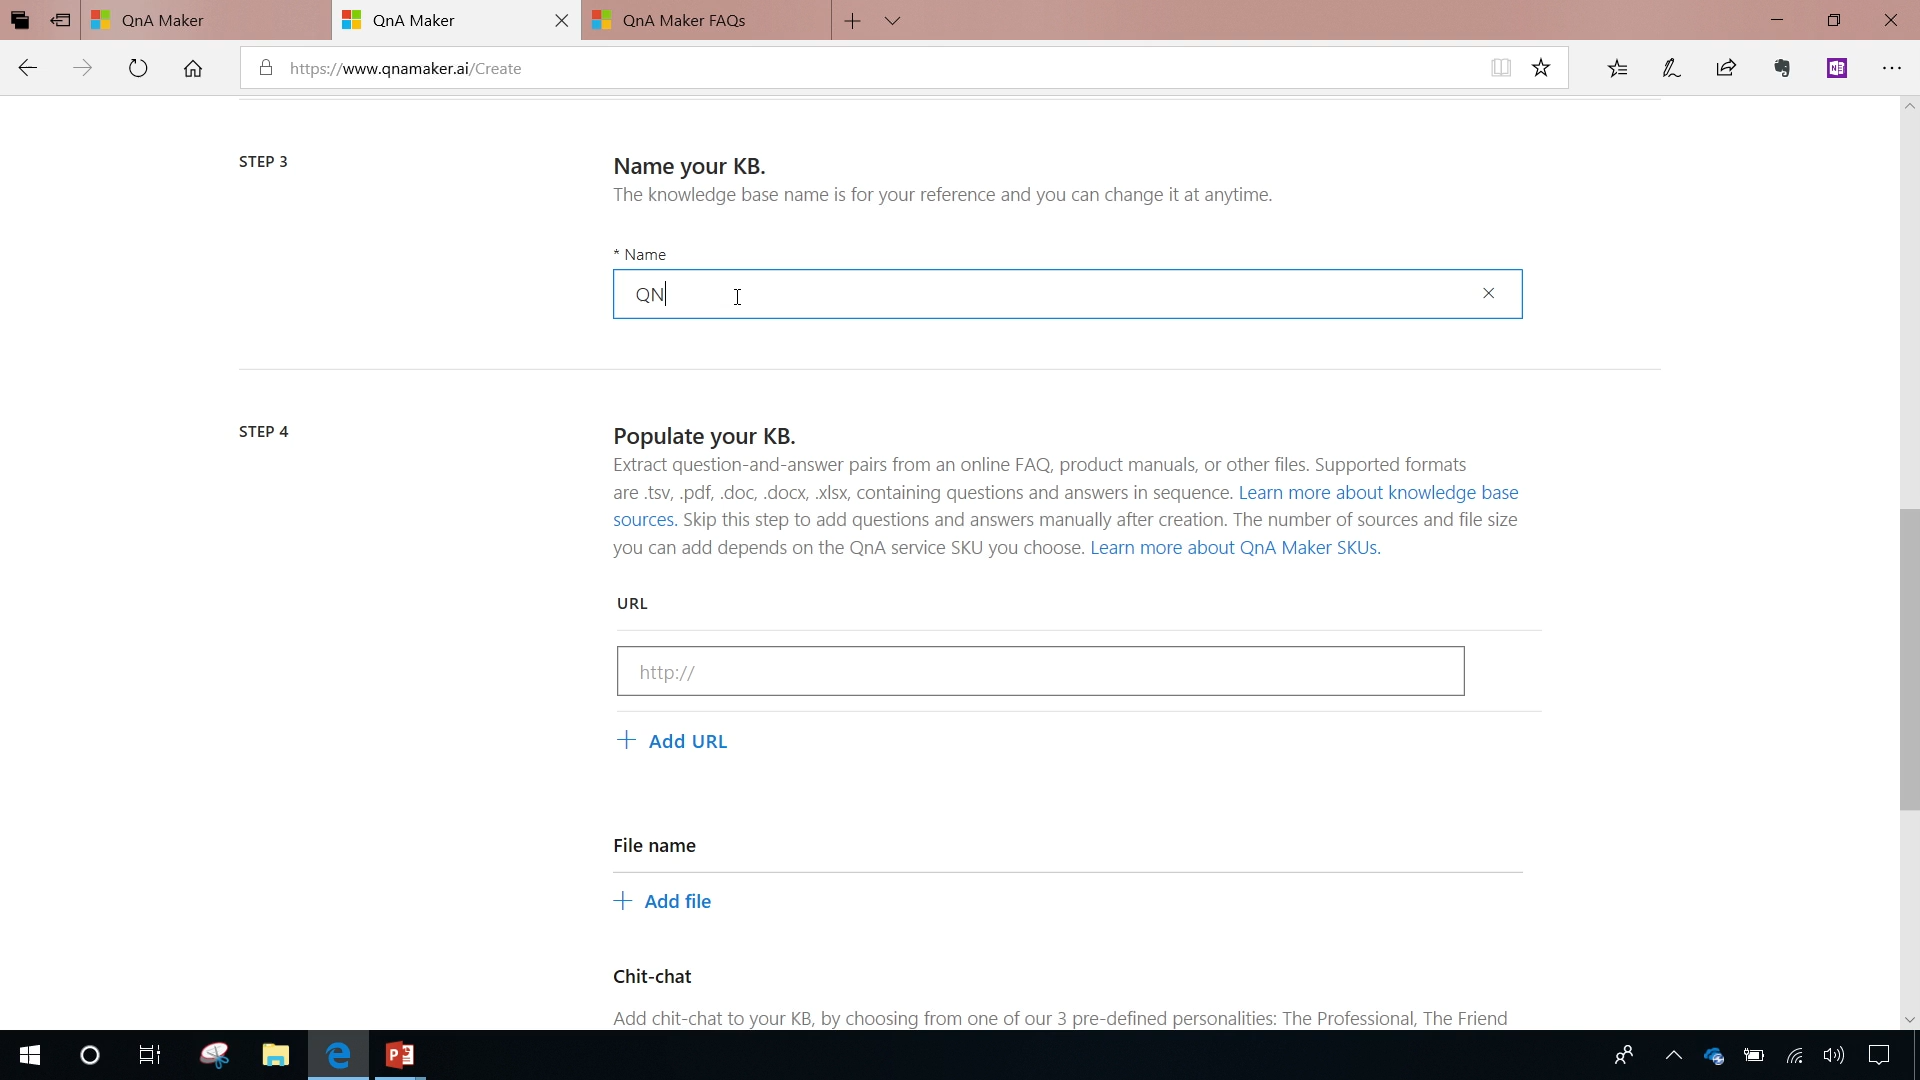 QnA Maker
QnA Maker
QnA Maker FAQs
https://www.qnamaker.ai/Create
STEP 3
Name your KB.
The knowledge base name is for your reference and you can change it at anytime.
* Name
QN
STEP 4
Populate your KB.
Extract question-and-answer pairs from an online FAQ, product manuals, or other files. Supported formats
are .tsv, .pdf, .doc, .docx, .xlsx, containing questions and answers in sequence. Learn more about knowledge base
sources. Skip this step to add questions and answers manually after creation. The number of sources and file size
you can add depends on the QnA service SKU you choose. Learn more about QnA Maker SKUs.
URL
http://
+ Add URL
File name
+ Add file
Chit-chat
Add chit-chat to your KB, by choosing from one of our 3 pre-defined personalities: The Professional, The Friend